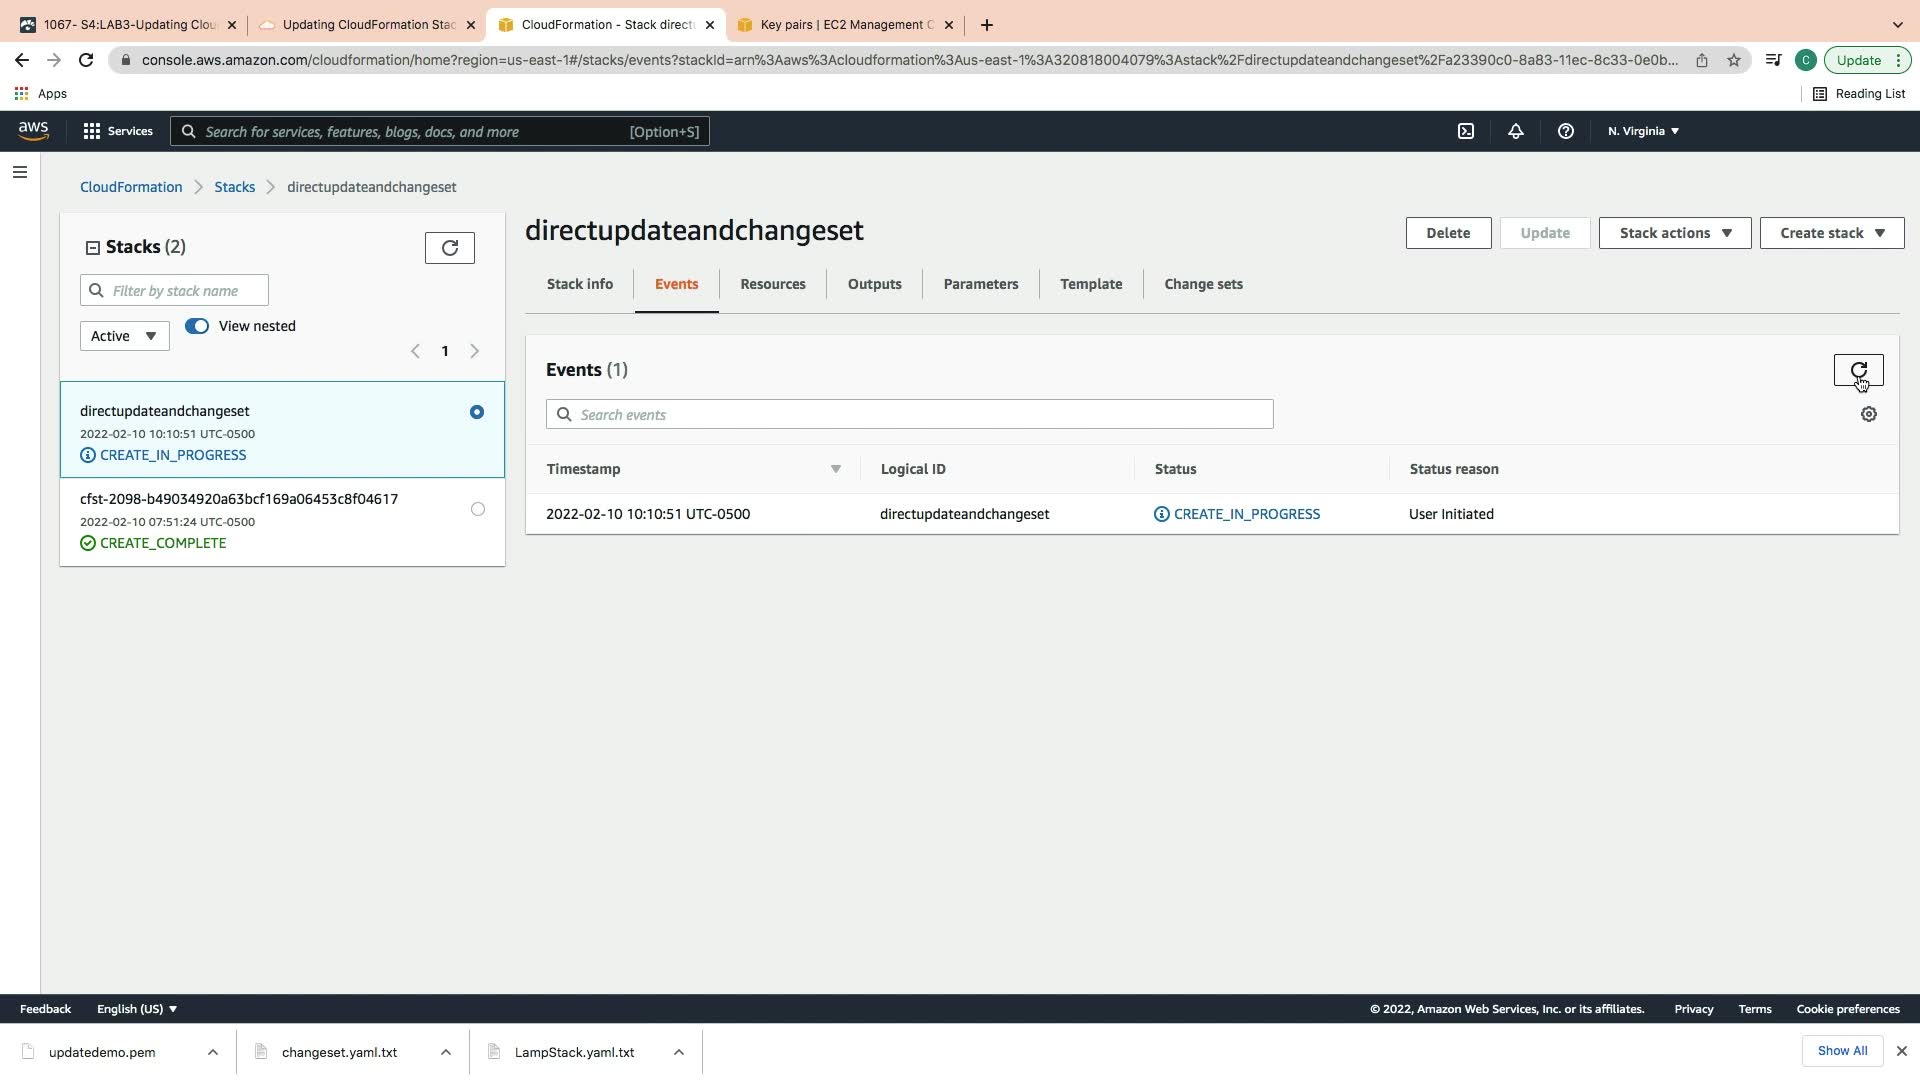 1067- S4:LAB3-Updating Clou
Updating CloudFormation Stac
CloudFormation - Stack direct
Key pairs | EC2 Management C
console.aws.amazon.com/cloudformation/home?region=us-east-1#/stacks/events?stackId=arn%3Aaws%3Acloudformation%3Aus-east-1%3A320818004079%3Astack%2Fdirectupdateandchangeset%2Fa23390c0-8a83-11ec-8c33-0e0b...
C
Update
Apps
Reading List
aws
Services
Search for services, features, blogs, docs, and more
[Option+S]
N. Virginia
CloudFormation
Stacks
directupdateandchangeset
Stacks (2)
Filter by stack name
Active
View nested
1
directupdateandchangeset
2022-02-10 10:10:51 UTC-0500
CREATE_IN_PROGRESS
cfst-2098-b49034920a63bcf169a06453c8f04617
2022-02-10 07:51:24 UTC-0500
CREATE_COMPLETE
directupdateandchangeset
Delete
Update
Stack actions
Create stack
Stack info
Events
Resources
Outputs
Parameters
Template
Change sets
Events (1)
Search events
Timestamp
Logical ID
Status
Status reason
2022-02-10 10:10:51 UTC-0500
directupdateandchangeset
CREATE_IN_PROGRESS
User Initiated
Feedback
English (US)
© 2022, Amazon Web Services, Inc. or its affiliates.
Privacy
Terms
Cookie preferences
updatedemo.pem
changeset.yaml.txt
LampStack.yaml.txt
Show All